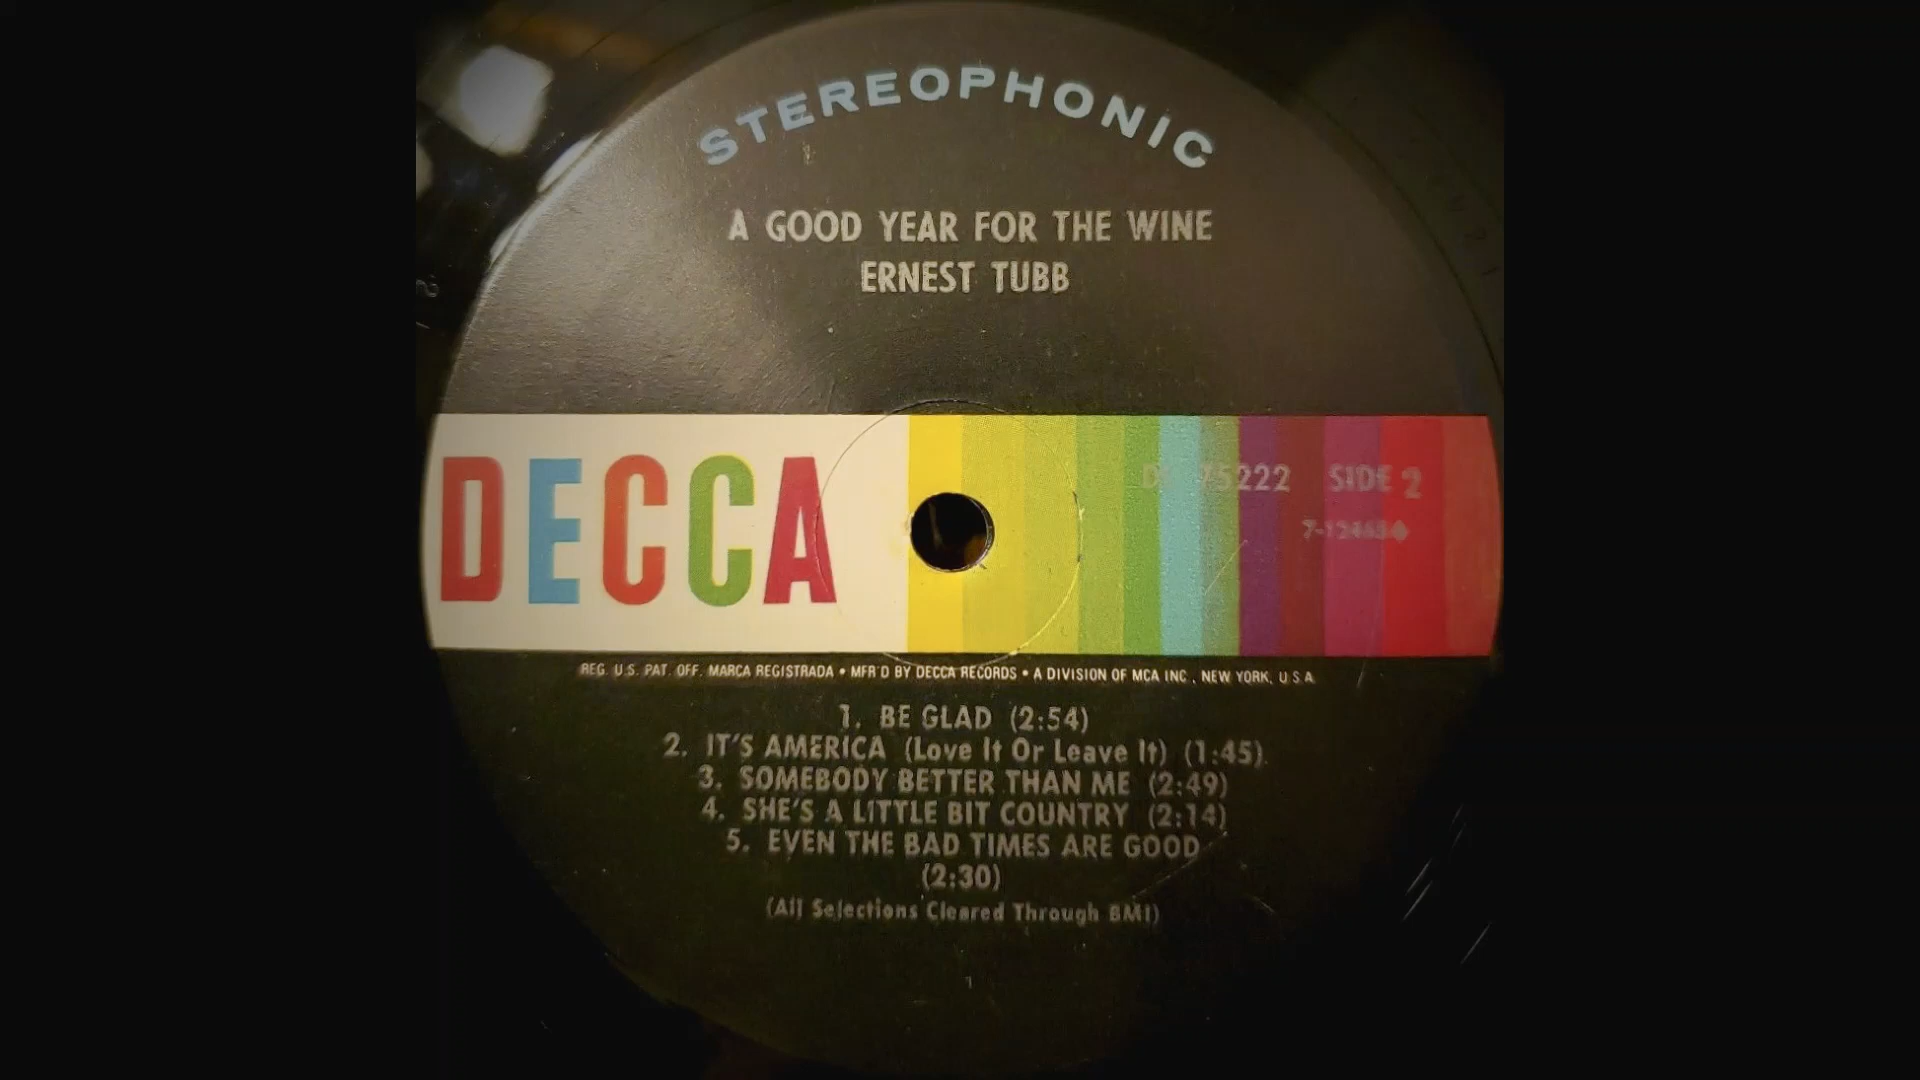 STEREOPHONIC
A GOOD YEAR FOR THE WINE
ERNEST TUBB
DECCA
75222 SIDE 2
REG. U.S. PAT. OFF. MARCA REGISTRADA • MFR'D BY DECCA RECORDS • A DIVISION OF MCA INC., NEW YORK, U.S.A.
1. BE GLAD (2:54)
2. IT'S AMERICA (Love It Or Leave It) (1:45)
3. SOMEBODY BETTER THAN ME (2:49)
4. SHE'S A LITTLE BIT COUNTRY (2:14)
5. EVEN THE BAD TIMES ARE GOOD
(2:30)
(All Selections Cleared Through BMI)